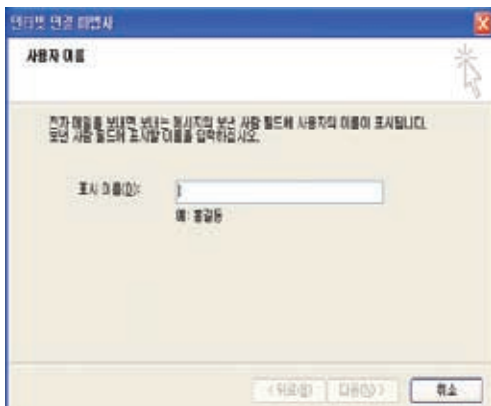 인터넷 연결 마법사
사용자 이름
전자 메일을 보내면, 보내는 메시지의 보낸 사람 필드에 사용자의 이름이 표시됩니다.
보낸 사람 필드에 표시할 이름을 입력하십시오.
표시 이름(D):
예: 홍길동
< 뒤로(B)
다음(N) >
취소